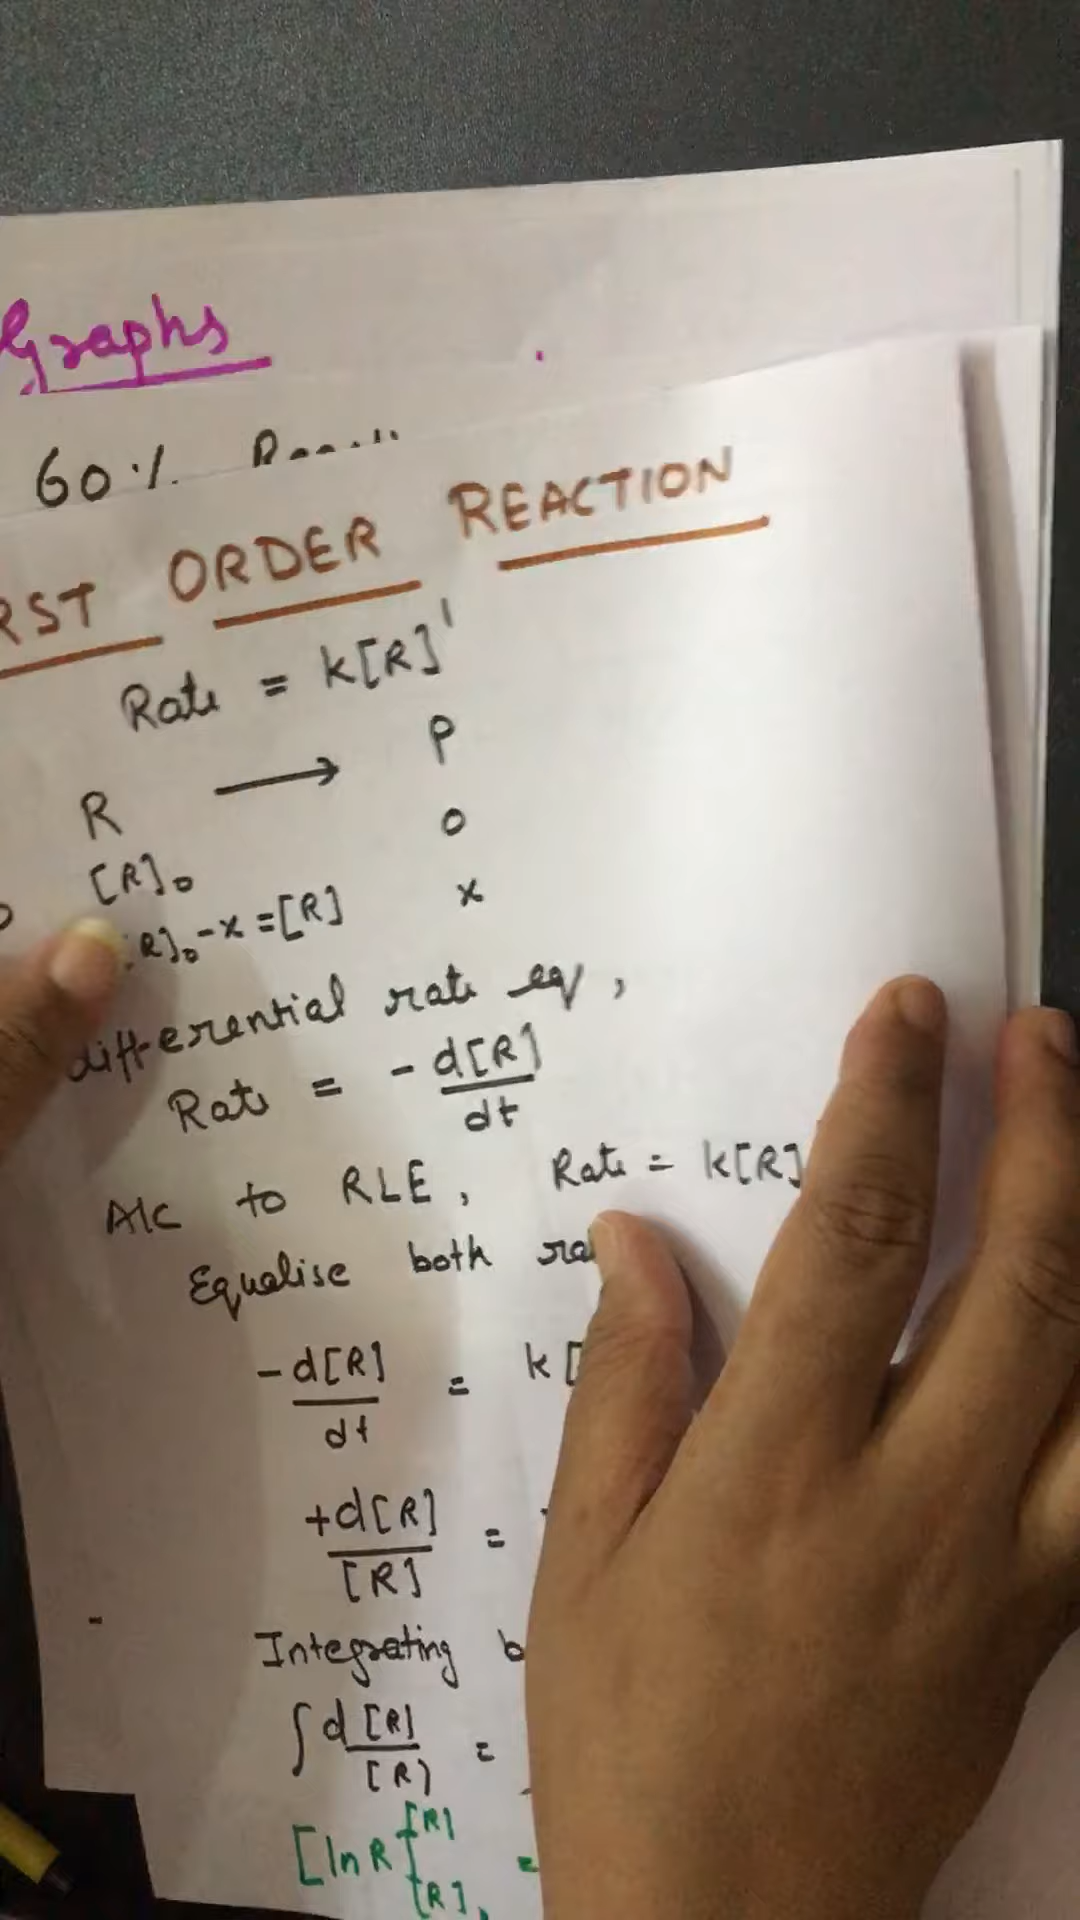 Graphs
60%
RST ORDER REACTION
Rate = k[R]¹
R → P
[R]₀ 0
R]₀-x=[R] x
differential rate eq,
Rate = - d[R]/dt
A/c to RLE, Rate = k[R]
Equalise both ra
-d[R]/dt = k[
+d[R]/[R] =
Integrating b
∫d[R]/[R] =
[ln R][R] [R] =